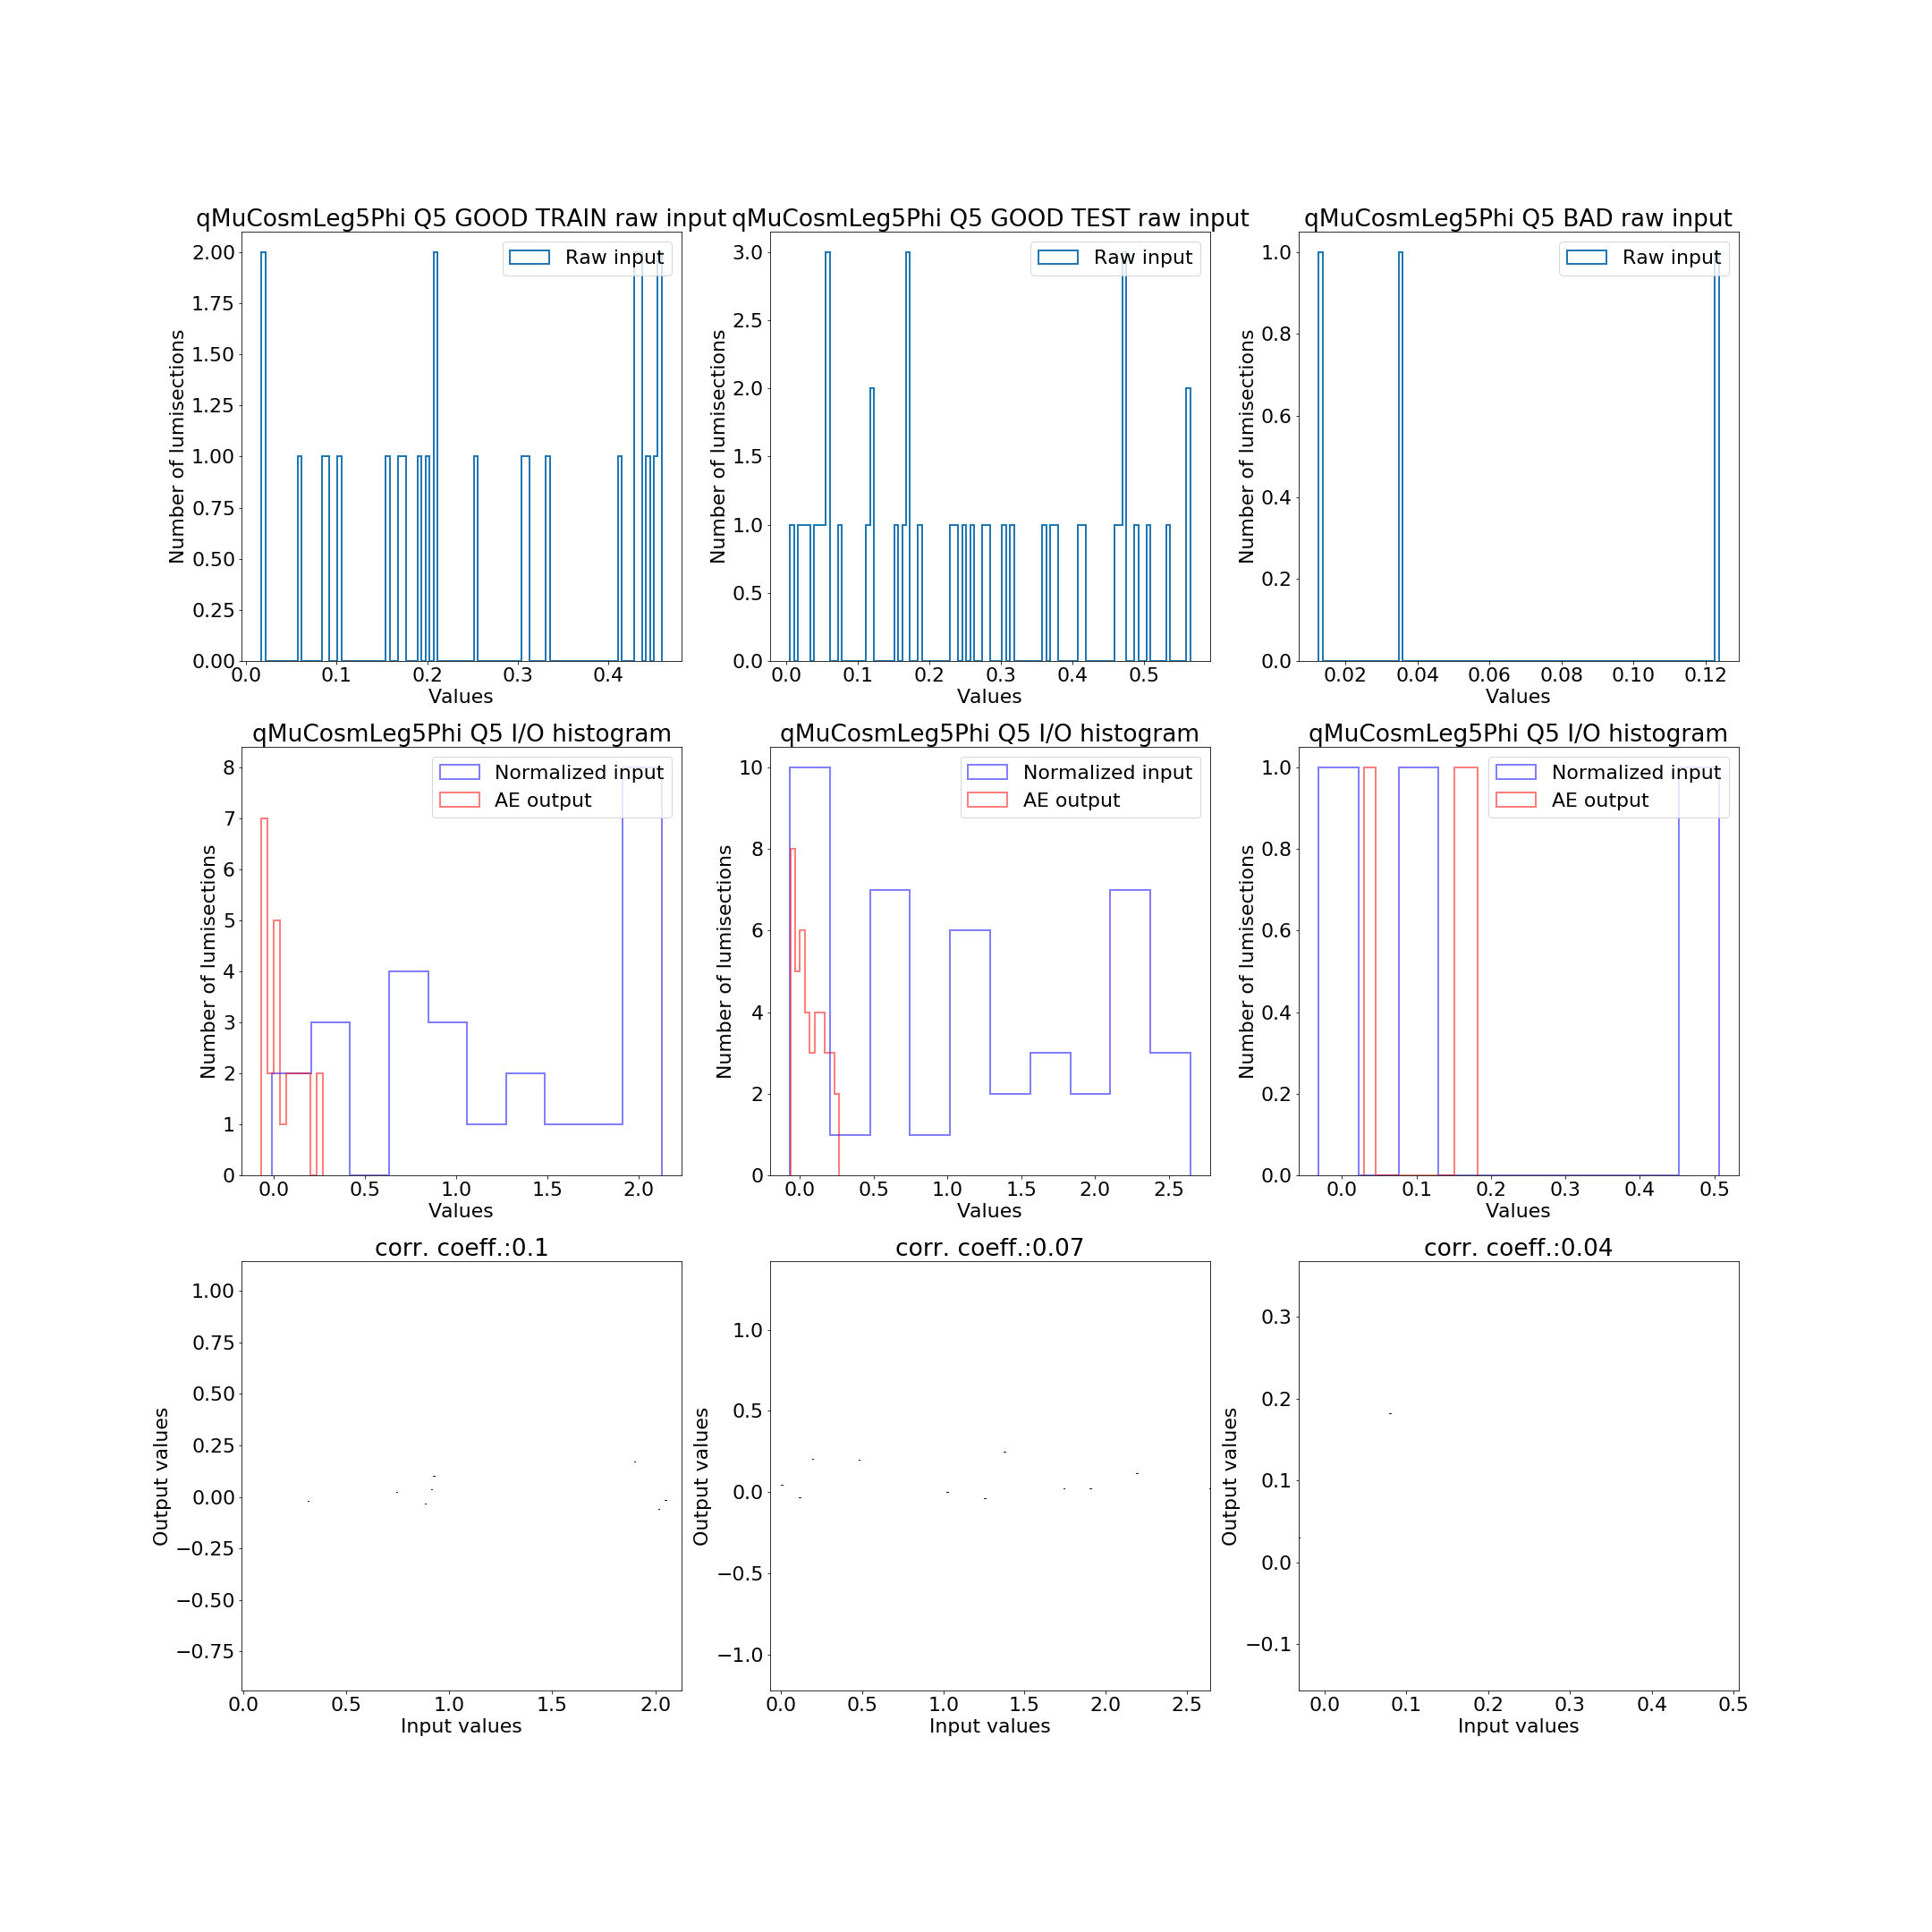 qMuCosmLeg5Phi Q5 GOOD TRAIN raw input
Number of lumisections
2.00
1.75
1.50
1.25
1.00
0.75
0.50
0.25
0.00
Raw input
0.0 0.1 0.2 0.3 0.4
Values
qMuCosmLeg5Phi Q5 GOOD TEST raw input
Number of lumisections
3.0
2.5
2.0
1.5
1.0
0.5
0.0
Raw input
0.0 0.1 0.2 0.3 0.4 0.5
Values
qMuCosmLeg5Phi Q5 BAD raw input
Number of lumisections
1.0
0.8
0.6
0.4
0.2
0.0
Raw input
0.02 0.04 0.06 0.08 0.10 0.12
Values
qMuCosmLeg5Phi Q5 I/O histogram
Number of lumisections
8
7
6
5
4
3
2
1
0
Normalized input
AE output
0.0 0.5 1.0 1.5 2.0
Values
qMuCosmLeg5Phi Q5 I/O histogram
Number of lumisections
10
8
6
4
2
0
Normalized input
AE output
0.0 0.5 1.0 1.5 2.0 2.5
Values
qMuCosmLeg5Phi Q5 I/O histogram
Number of lumisections
1.0
0.8
0.6
0.4
0.2
0.0
Normalized input
AE output
0.0 0.1 0.2 0.3 0.4 0.5
Values
corr. coeff.:0.1
Output values
1.00
0.75
0.50
0.25
0.00
−0.25
−0.50
−0.75
0.0 0.5 1.0 1.5 2.0
Input values
corr. coeff.:0.07
Output values
1.0
0.5
0.0
−0.5
−1.0
0.0 0.5 1.0 1.5 2.0 2.5
Input values
corr. coeff.:0.04
Output values
0.3
0.2
0.1
0.0
−0.1
0.0 0.1 0.2 0.3 0.4 0.5
Input values